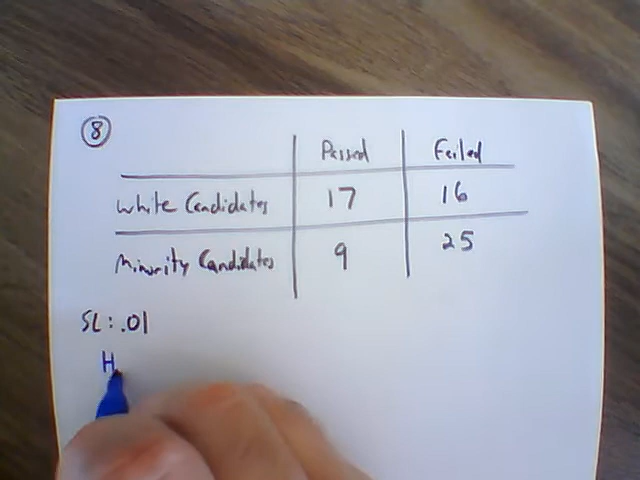 8
Passed Failed
White Candidates 17 16
Minority Candidates 9 25
SL: .01
H